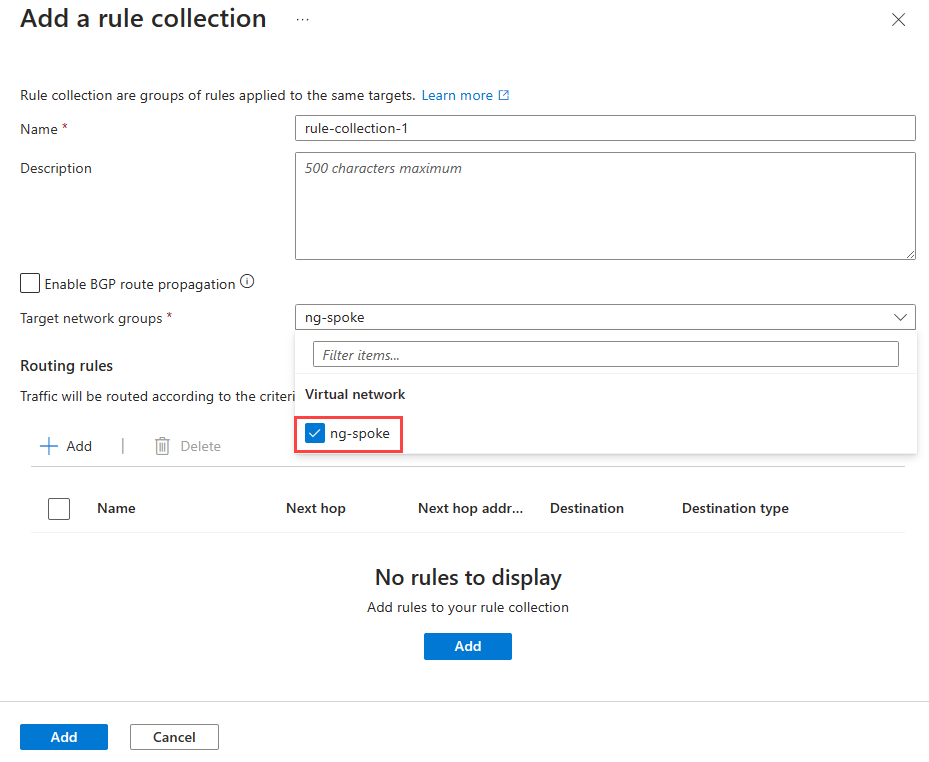 Add a rule collection ...
Rule collection are groups of rules applied to the same targets. Learn more
Name * rule-collection-1
Description 500 characters maximum
Enable BGP route propagation
Target network groups * ng-spoke
Filter items...
Routing rules
Traffic will be routed according to the criteri
Virtual network
ng-spoke
Add | Delete
Name Next hop Next hop addr... Destination Destination type
No rules to display
Add rules to your rule collection
Add
Add Cancel